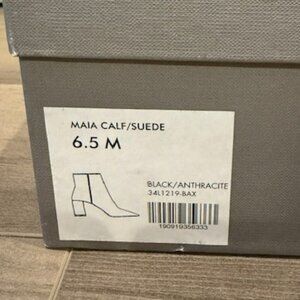 MAIA CALF/SUEDE
6.5 M
BLACK/ANTHRACITE
34L1219-BAX
190919356333